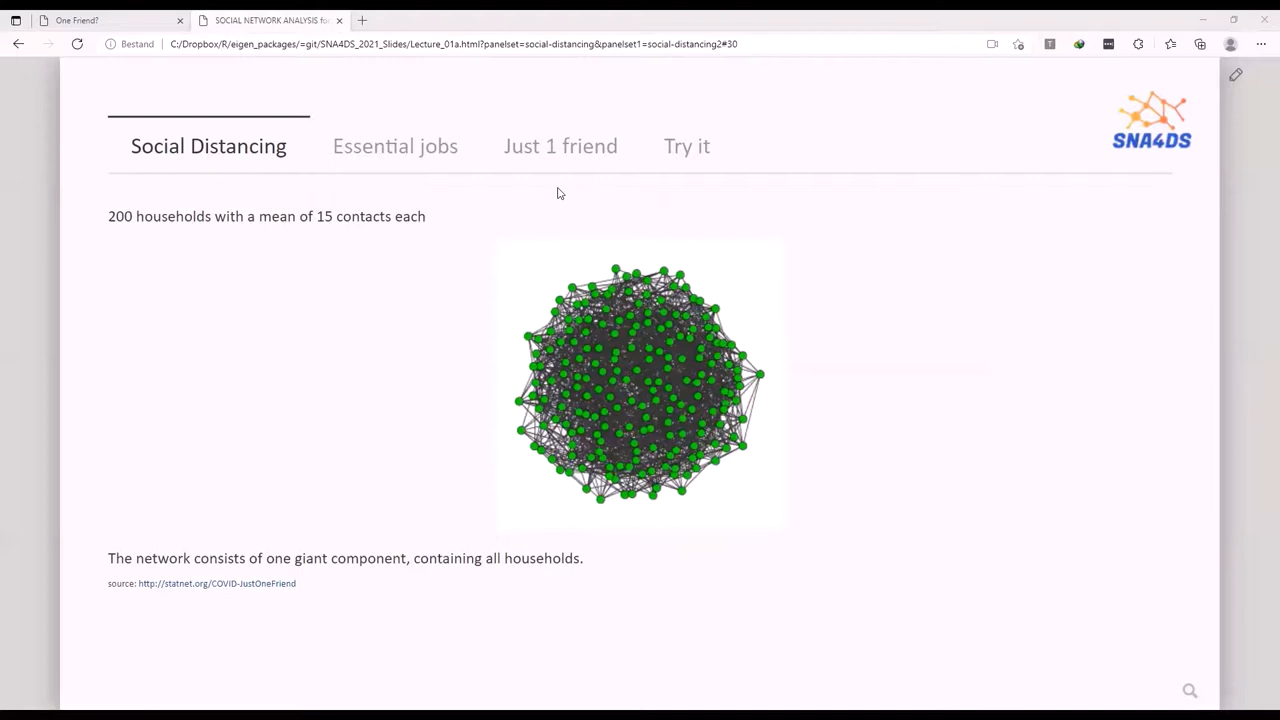 One Friend?
SOCIAL NETWORK ANALYSIS for
Bestand
C:/Dropbox/R/eigen_packages/=git/SNA4DS_2021_Slides/Lecture_01a.html?panelset=social-distancing&panelset1=social-distancing2#30
T
SNA4DS
Social Distancing
Essential jobs
Just 1 friend
Try it
200 households with a mean of 15 contacts each
The network consists of one giant component, containing all households.
source: http://statnet.org/COVID-JustOneFriend